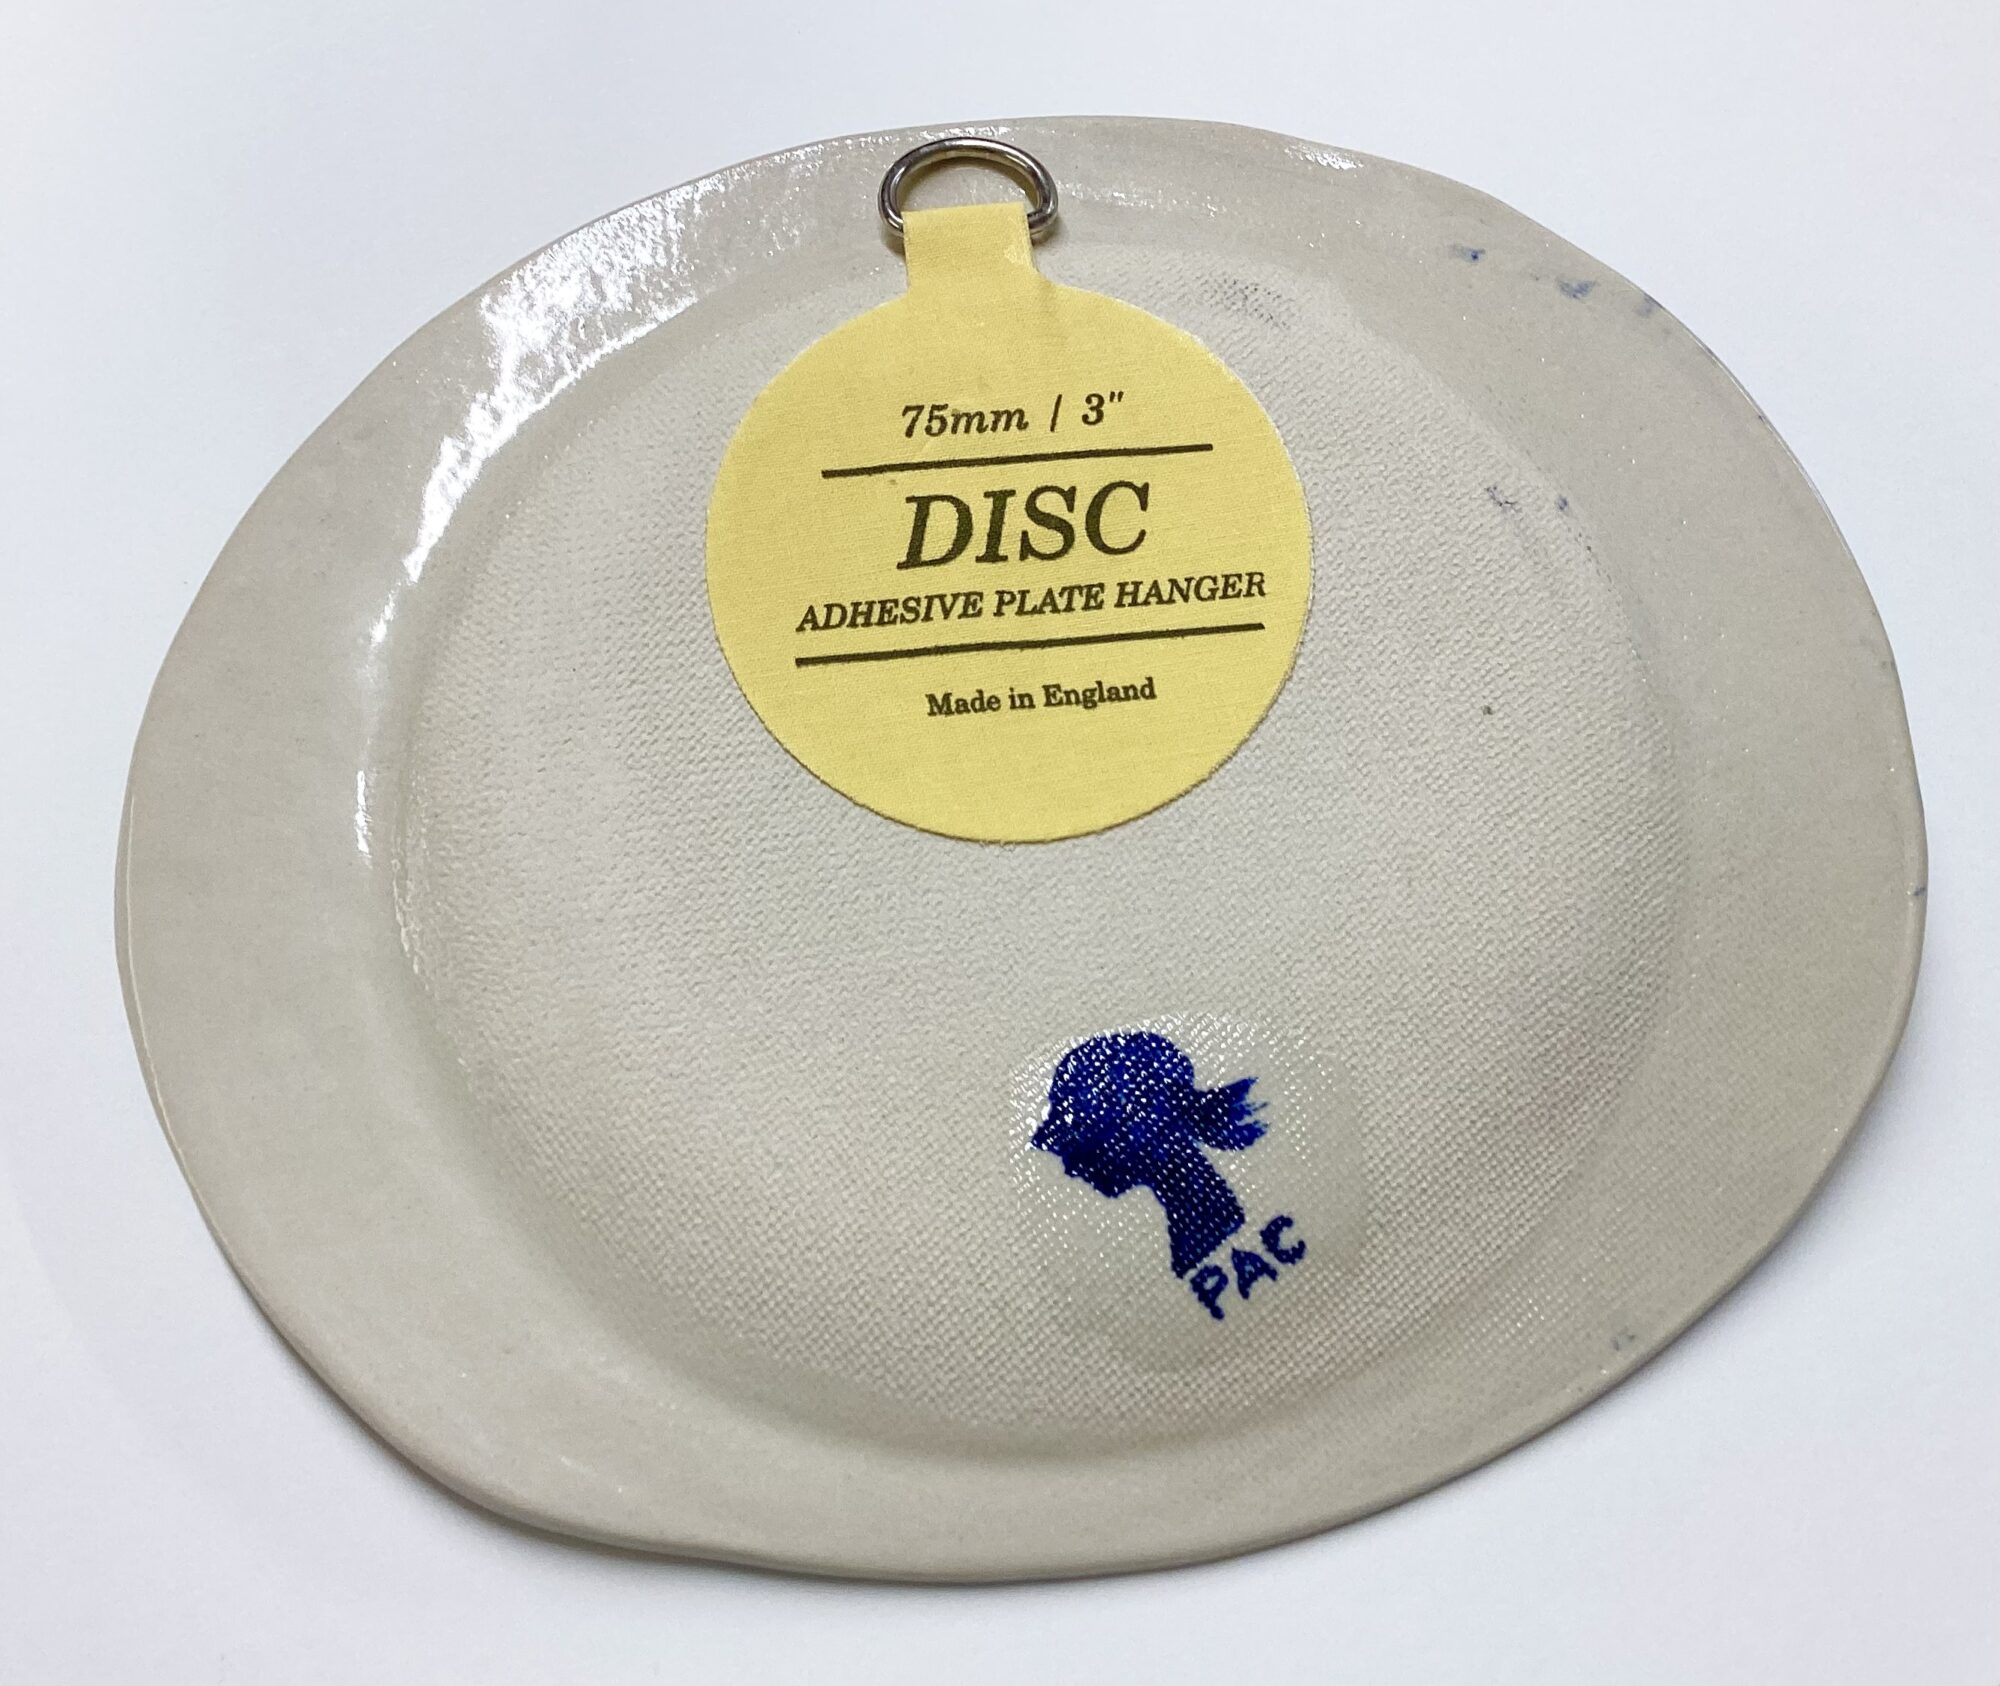 75mm / 3"
DISC
ADHESIVE PLATE HANGER
Made in England
PAC